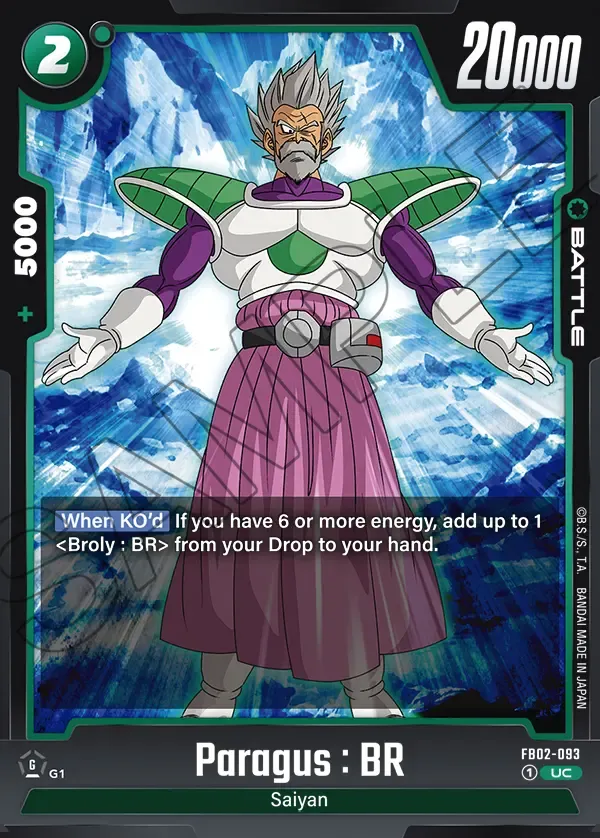 2
20000
+ 5000
BATTLE
SAMPLE
When KO'd If you have 6 or more energy, add up to 1
<Broly : BR> from your Drop to your hand.
©B.S./S., T.A. BANDAI MADE IN JAPAN
G G1
Paragus : BR
FB02-093
1 UC
Saiyan